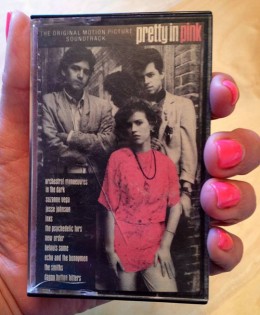 THE ORIGINAL MOTION PICTURE
SOUNDTRACK
pretty in pink
orchestral manoeuvres
in the dark
suzanne vega
jesse johnson
inxs
the psychedelic furs
new order
belouis some
echo and the bunnymen
the smiths
danny hutton hitters